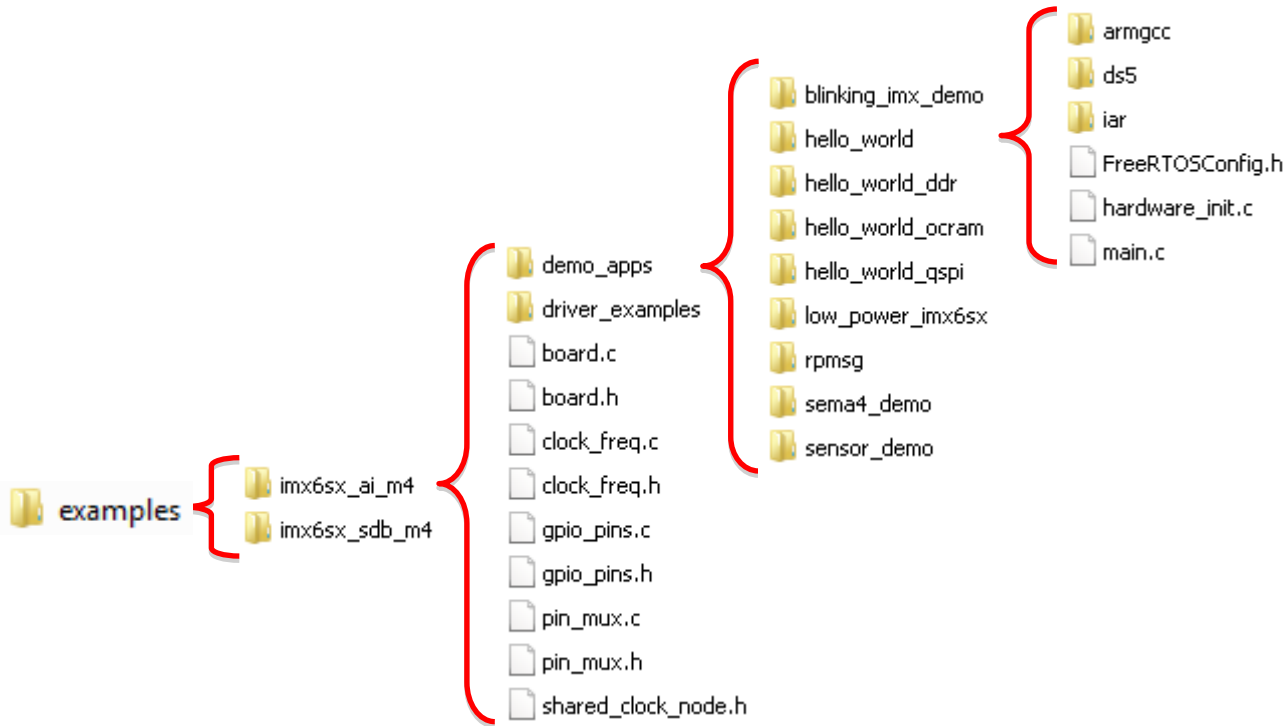 examples
imx6sx_ai_m4
imx6sx_sdb_m4
demo_apps
driver_examples
board.c
board.h
clock_freq.c
clock_freq.h
gpio_pins.c
gpio_pins.h
pin_mux.c
pin_mux.h
shared_clock_node.h
blinking_imx_demo
hello_world
hello_world_ddr
hello_world_ocram
hello_world_qspi
low_power_imx6sx
rpmsg
sema4_demo
sensor_demo
armgcc
ds5
iar
FreeRTOSConfig.h
hardware_init.c
main.c